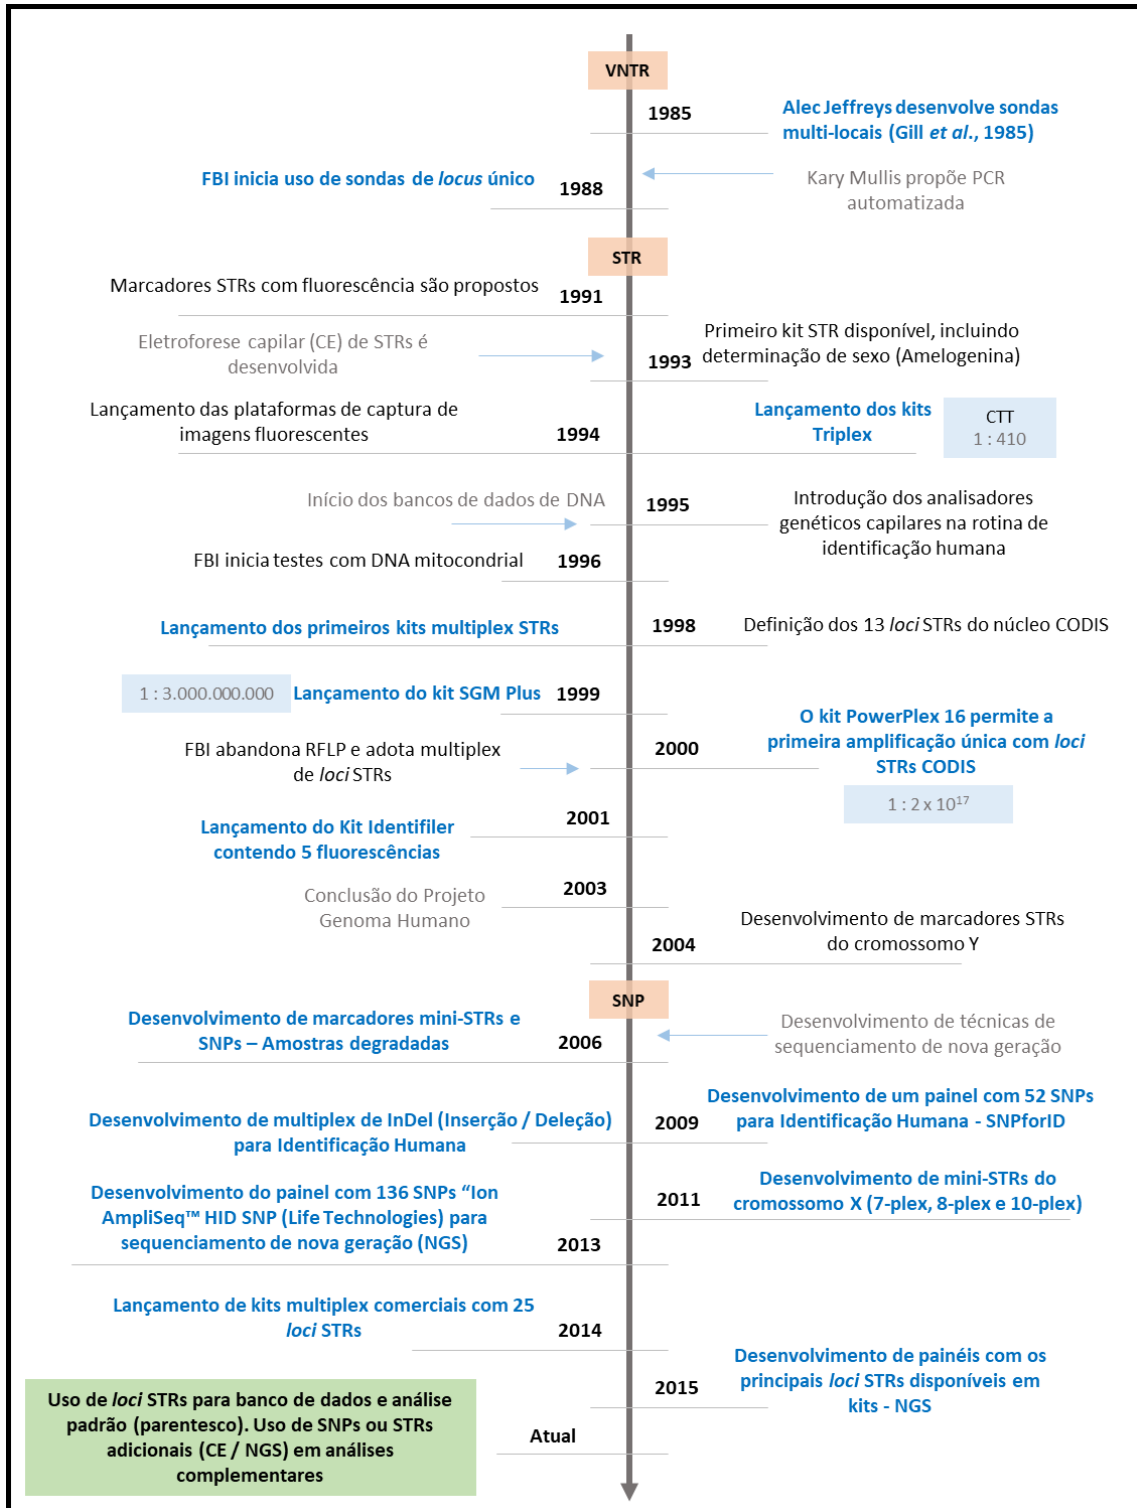 VNTR
1985
Alec Jeffreys desenvolve sondas
multi-locais (Gill et al., 1985)
FBI inicia uso de sondas de locus único
1988
Kary Mullis propõe PCR
automatizada
STR
Marcadores STRs com fluorescência são propostos
1991
Eletroforese capilar (CE) de STRs é
desenvolvida
1993
Primeiro kit STR disponível, incluindo
determinação de sexo (Amelogenina)
Lançamento das plataformas de captura de
imagens fluorescentes
1994
Lançamento dos kits
Triplex
CTT
1 : 410
Início dos bancos de dados de DNA
1995
Introdução dos analisadores
genéticos capilares na rotina de
identificação humana
FBI inicia testes com DNA mitocondrial
1996
Lançamento dos primeiros kits multiplex STRs
1998
Definição dos 13 loci STRs do núcleo CODIS
1 : 3.000.000.000
Lançamento do kit SGM Plus
1999
FBI abandona RFLP e adota multiplex
de loci STRs
2000
O kit PowerPlex 16 permite a
primeira amplificação única com loci
STRs CODIS
1 : 2 x 10¹⁷
Lançamento do Kit Identifiler
contendo 5 fluorescências
2001
Conclusão do Projeto
Genoma Humano
2003
2004
Desenvolvimento de marcadores STRs
do cromossomo Y
SNP
Desenvolvimento de marcadores mini-STRs e
SNPs – Amostras degradadas
2006
Desenvolvimento de técnicas de
sequenciamento de nova geração
Desenvolvimento de multiplex de InDel (Inserção / Deleção)
para Identificação Humana
2009
Desenvolvimento de um painel com 52 SNPs
para Identificação Humana - SNPforID
2011
Desenvolvimento de mini-STRs do
cromossomo X (7-plex, 8-plex e 10-plex)
Desenvolvimento do painel com 136 SNPs “Ion
AmpliSeq™ HID SNP (Life Technologies) para
sequenciamento de nova geração (NGS)
2013
Lançamento de kits multiplex comerciais com 25
loci STRs
2014
2015
Desenvolvimento de painéis com os
principais loci STRs disponíveis em
kits - NGS
Uso de loci STRs para banco de dados e análise
padrão (parentesco). Uso de SNPs ou STRs
adicionais (CE / NGS) em análises
complementares
Atual